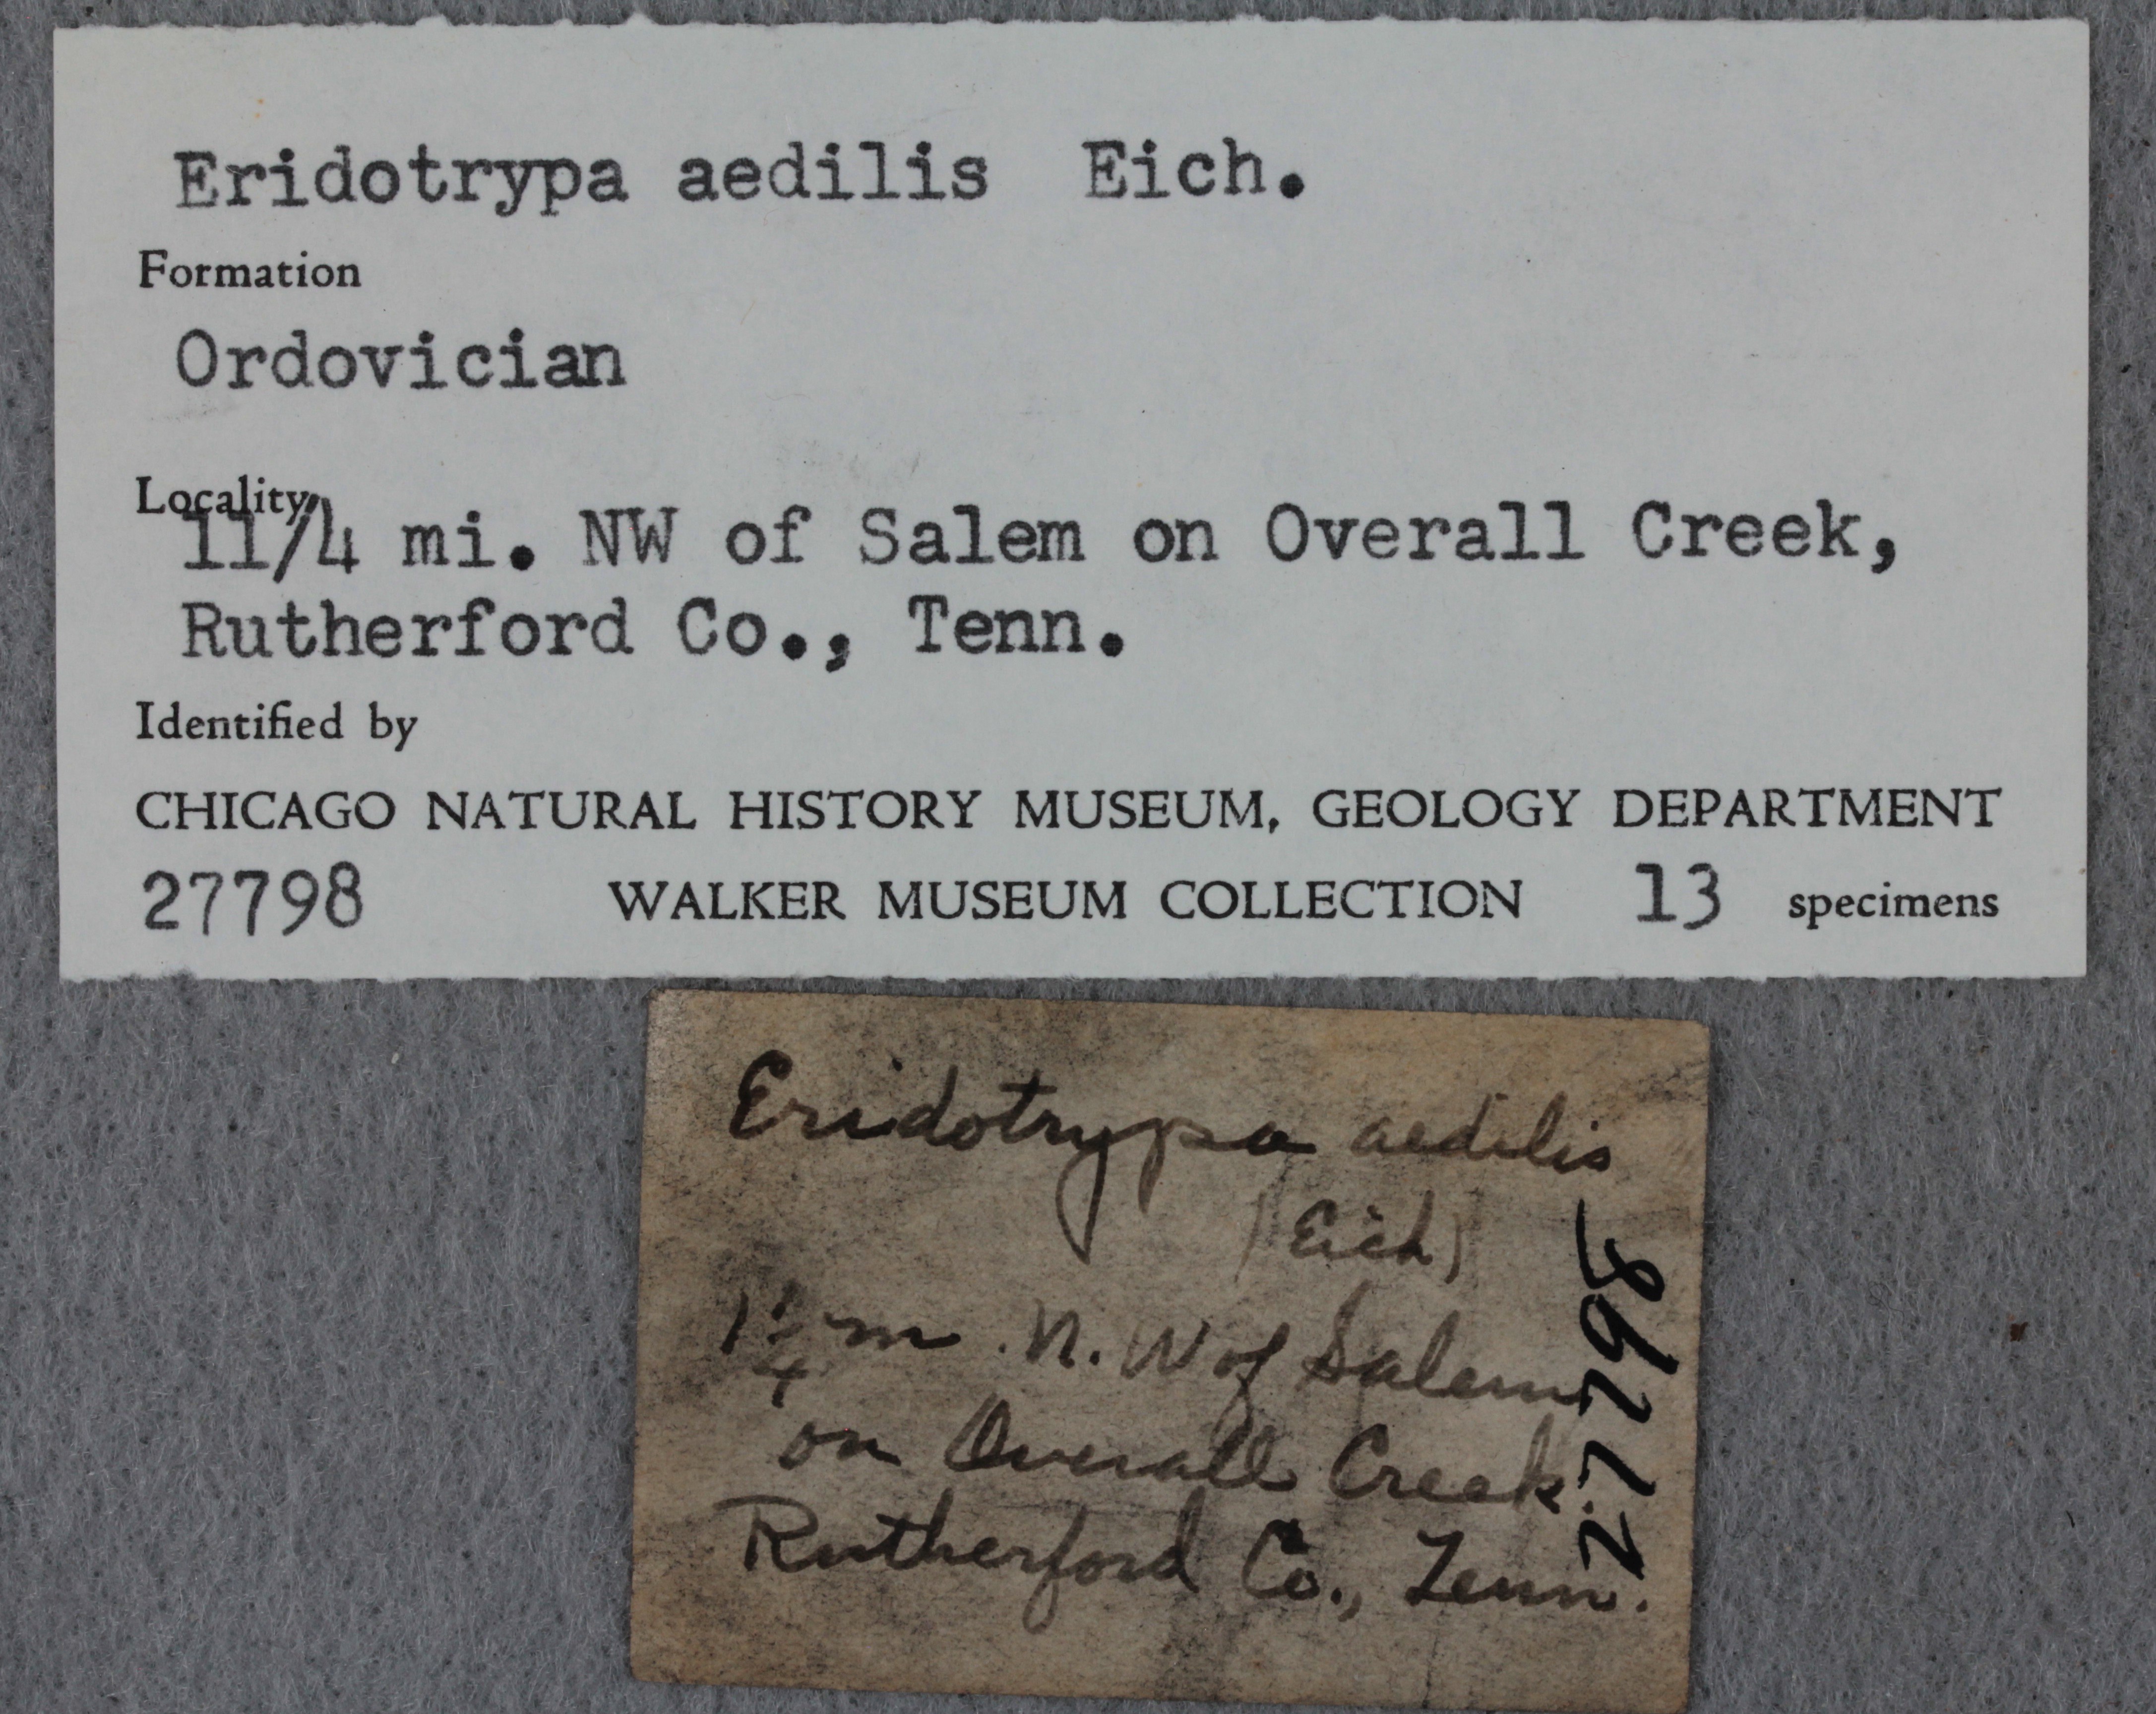 Eridotrypa aedilis Eich.
Formation
Ordovician
Locality
11/4 mi. NW of Salem on Overall Creek,
Rutherford Co., Tenn.
Identified by
CHICAGO NATURAL HISTORY MUSEUM, GEOLOGY DEPARTMENT
27798 WALKER MUSEUM COLLECTION 13 specimens
Eridotrypa aedilis
(Eich)
1 1/4 m. N. W of Salem
on Overall Creek.
Rutherford Co., Tenn.
27798